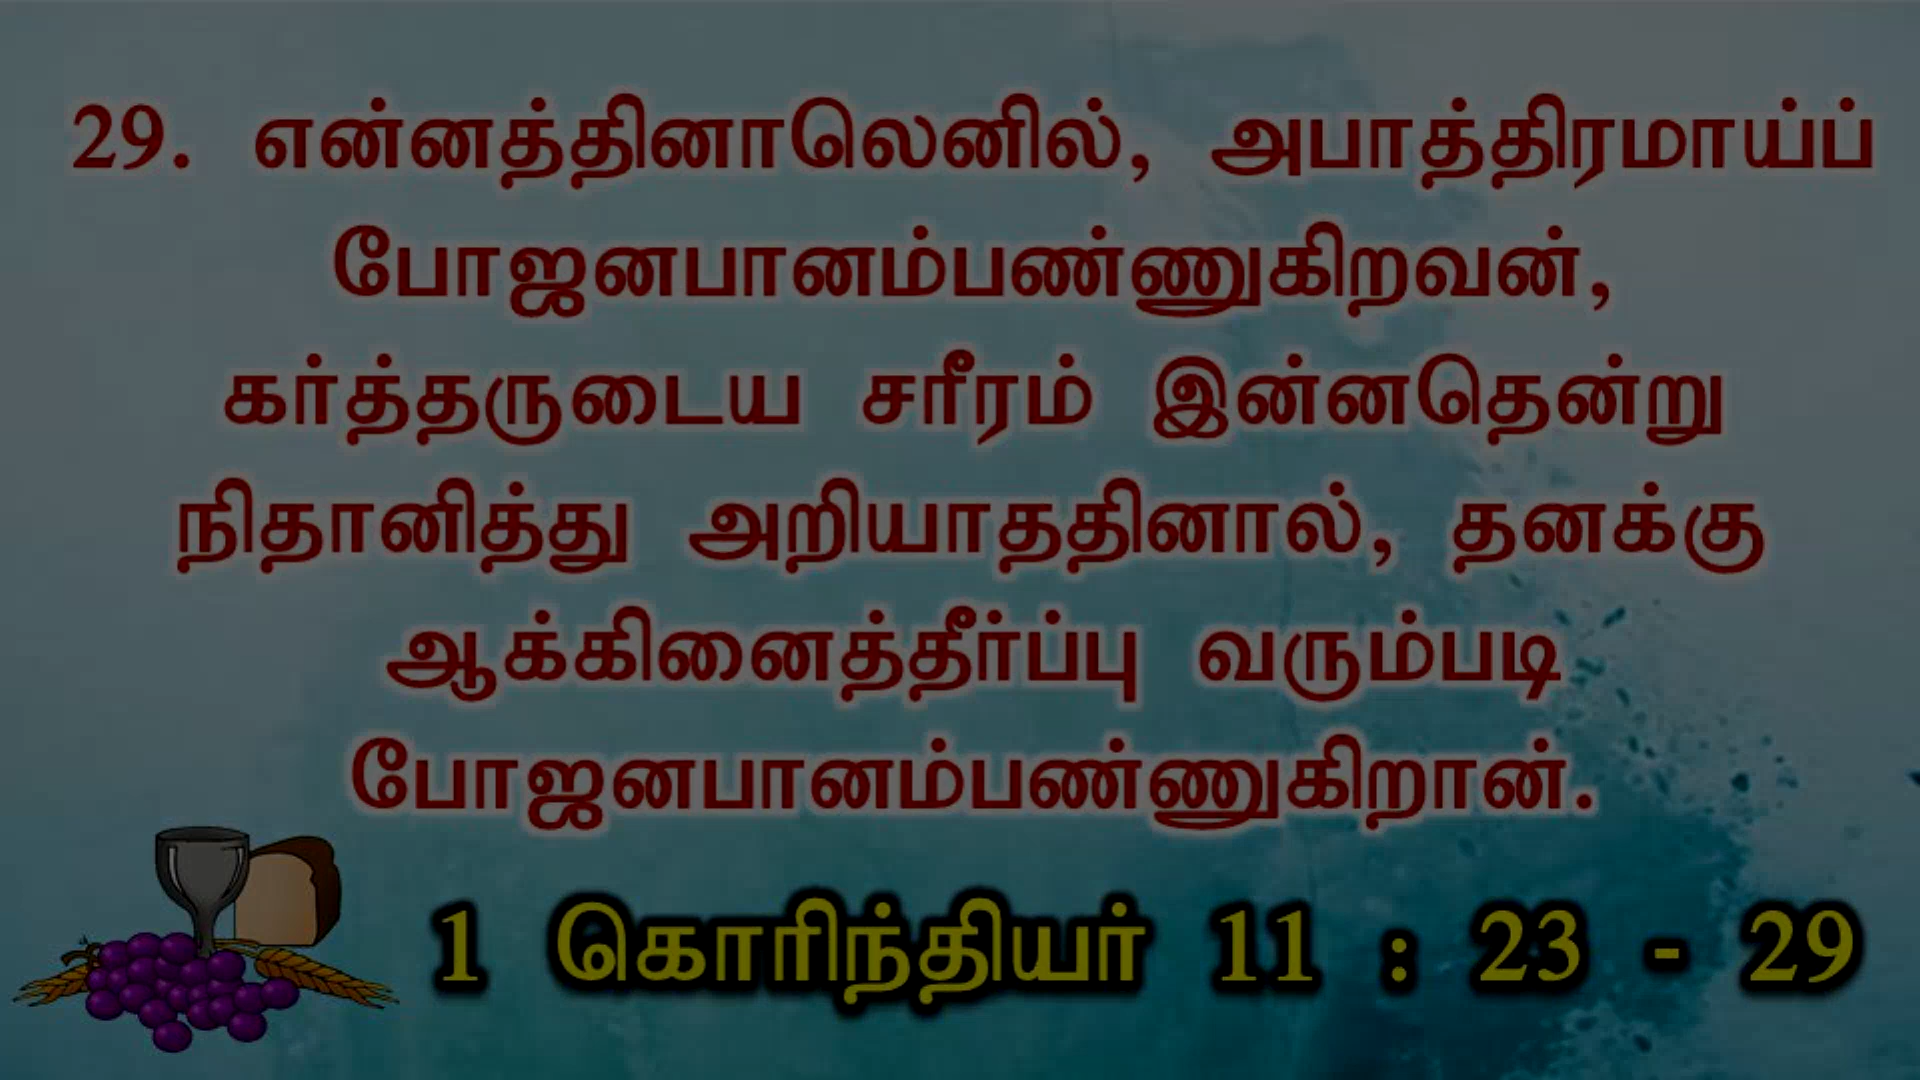 29. என்னத்தினாலெனில், அபாத்திரமாய்ப்
போஜனபானம்பண்ணுகிறவன்,
கர்த்தருடைய சரீரம் இன்னதென்று
நிதானித்து அறியாததினால், தனக்கு
ஆக்கினைத்தீர்ப்பு வரும்படி
போஜனபானம்பண்ணுகிறான்.
1 கொரிந்தியர் 11 : 23 - 29